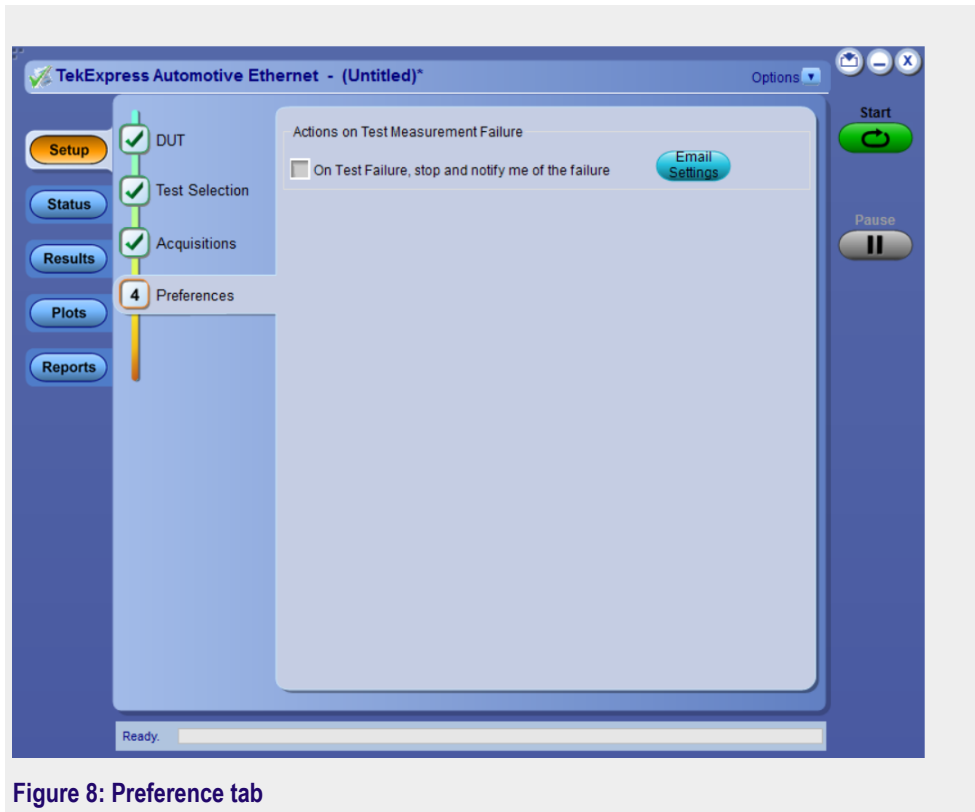 TekExpress Automotive Ethernet - (Untitled)*
Options
X
Start
Pause
Setup
Status
Results
Plots
Reports
DUT
Test Selection
Acquisitions
4 Preferences
Actions on Test Measurement Failure
On Test Failure, stop and notify me of the failure
Email
Settings
Ready.
Figure 8: Preference tab